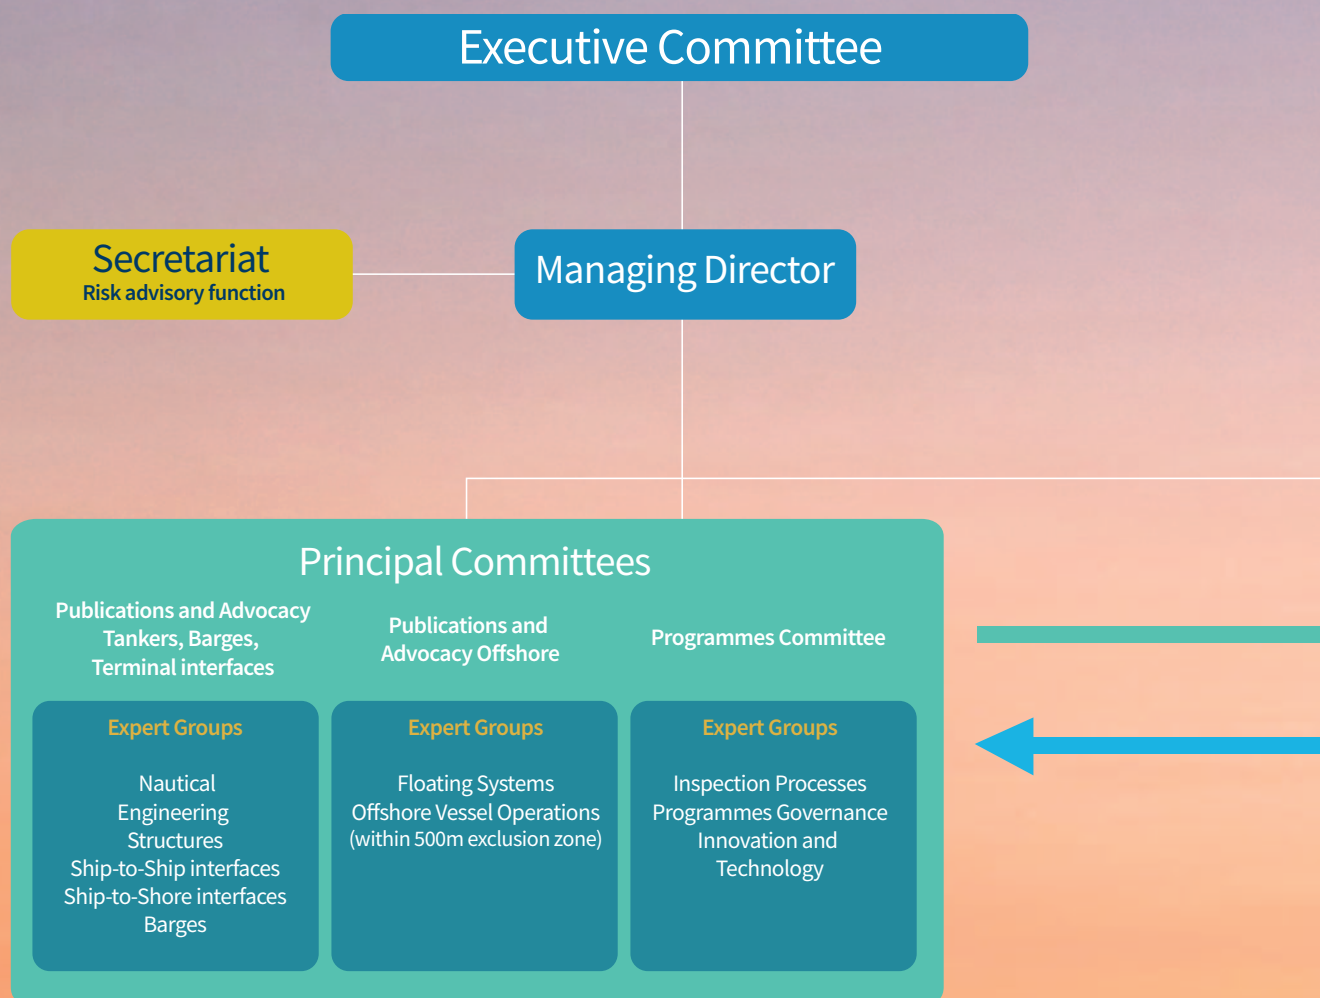 Executive Committee
Secretariat
Risk advisory function
Managing Director
Principal Committees
Publications and Advocacy
Tankers, Barges,
Terminal interfaces
Publications and
Advocacy Offshore
Programmes Committee
Expert Groups
Nautical
Engineering
Structures
Ship-to-Ship interfaces
Ship-to-Shore interfaces
Barges
Expert Groups
Floating Systems
Offshore Vessel Operations
(within 500m exclusion zone)
Expert Groups
Inspection Processes
Programmes Governance
Innovation and
Technology